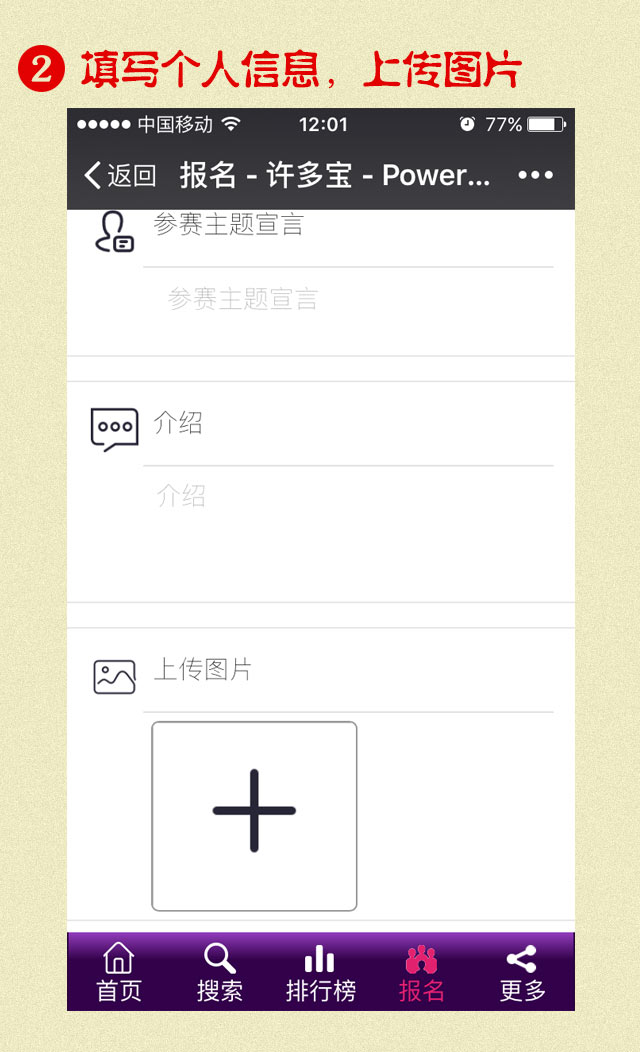 2 填写个人信息，上传图片
中国移动 12:01 77%
返回 报名 - 许多宝 - Power...
参赛主题宣言
参赛主题宣言
介绍
介绍
上传图片
首页 搜索 排行榜 报名 更多